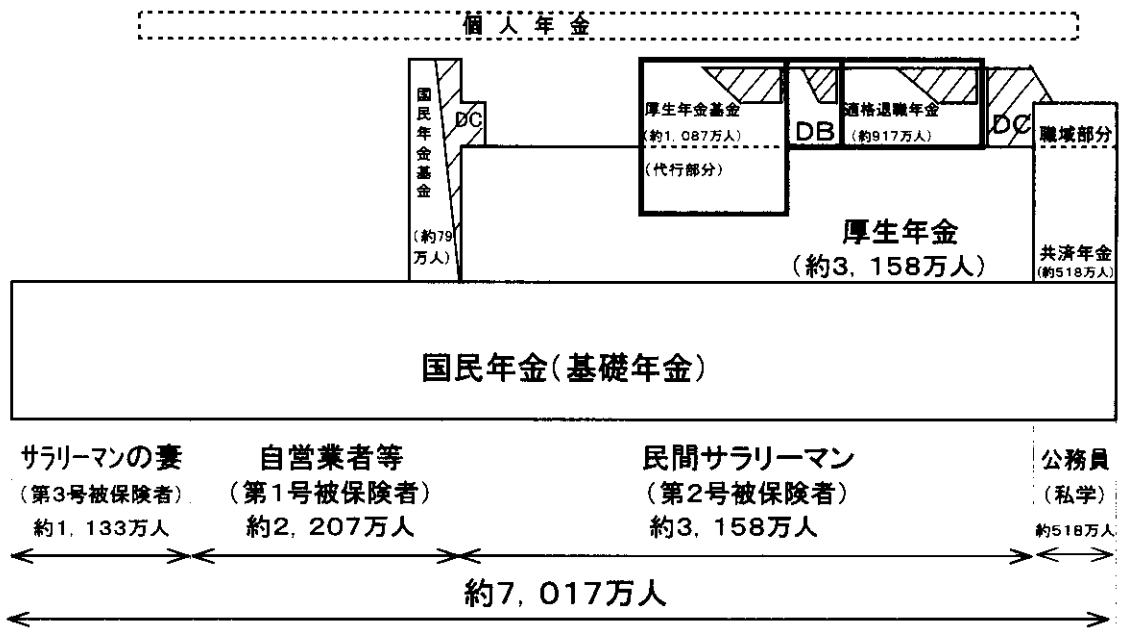 個人年金
国民年金基金
(約79
万人)
DC
厚生年金基金
(約1, 087万人)
(代行部分)
DB
適格退職年金
(約917万人)
DC
職域部分
厚生年金
(約3, 158万人)
共済年金
(約518万人)
国民年金(基礎年金)
サラリーマンの妻
(第3号被保険者)
約1, 133万人
自営業者等
(第1号被保険者)
約2, 207万人
民間サラリーマン
(第2号被保険者)
約3, 158万人
公務員
(私学)
約518万人
約7, 017万人